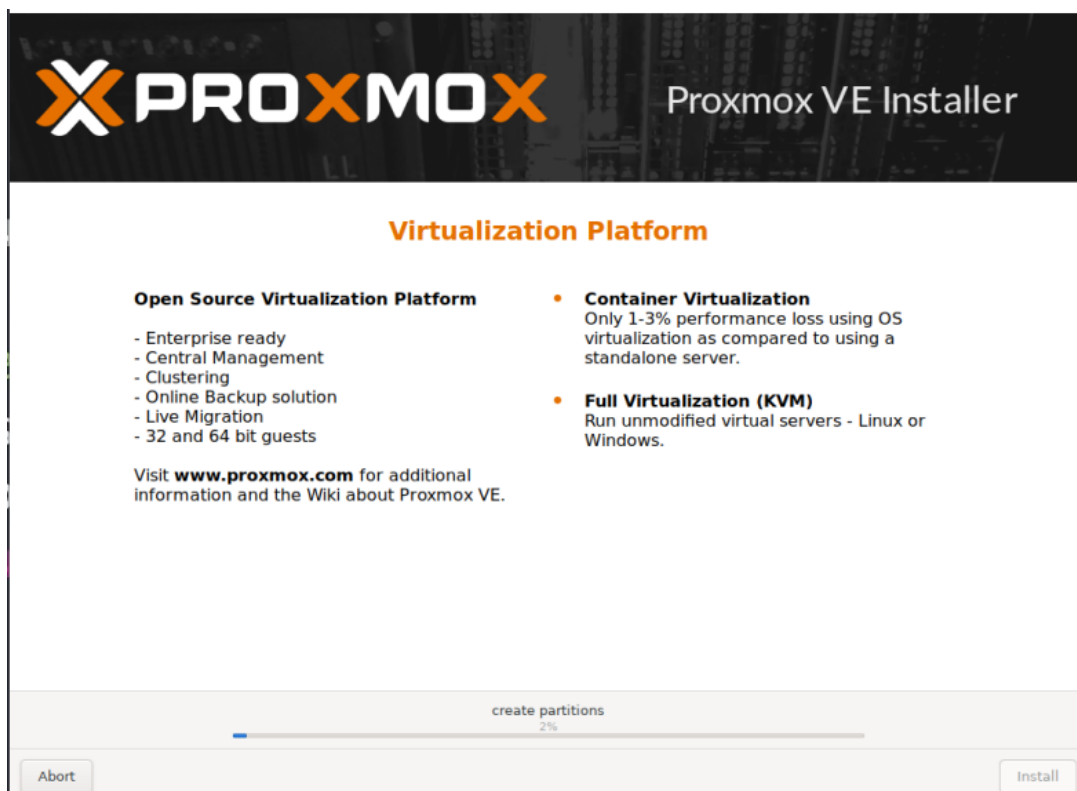 PROXMOX
Proxmox VE Installer
Virtualization Platform
Open Source Virtualization Platform
- Enterprise ready
- Central Management
- Clustering
- Online Backup solution
- Live Migration
- 32 and 64 bit guests
Visit www.proxmox.com for additional
information and the Wiki about Proxmox VE.
• Container Virtualization
Only 1-3% performance loss using OS
virtualization as compared to using a
standalone server.
• Full Virtualization (KVM)
Run unmodified virtual servers - Linux or
Windows.
create partitions
2%
Abort
Install